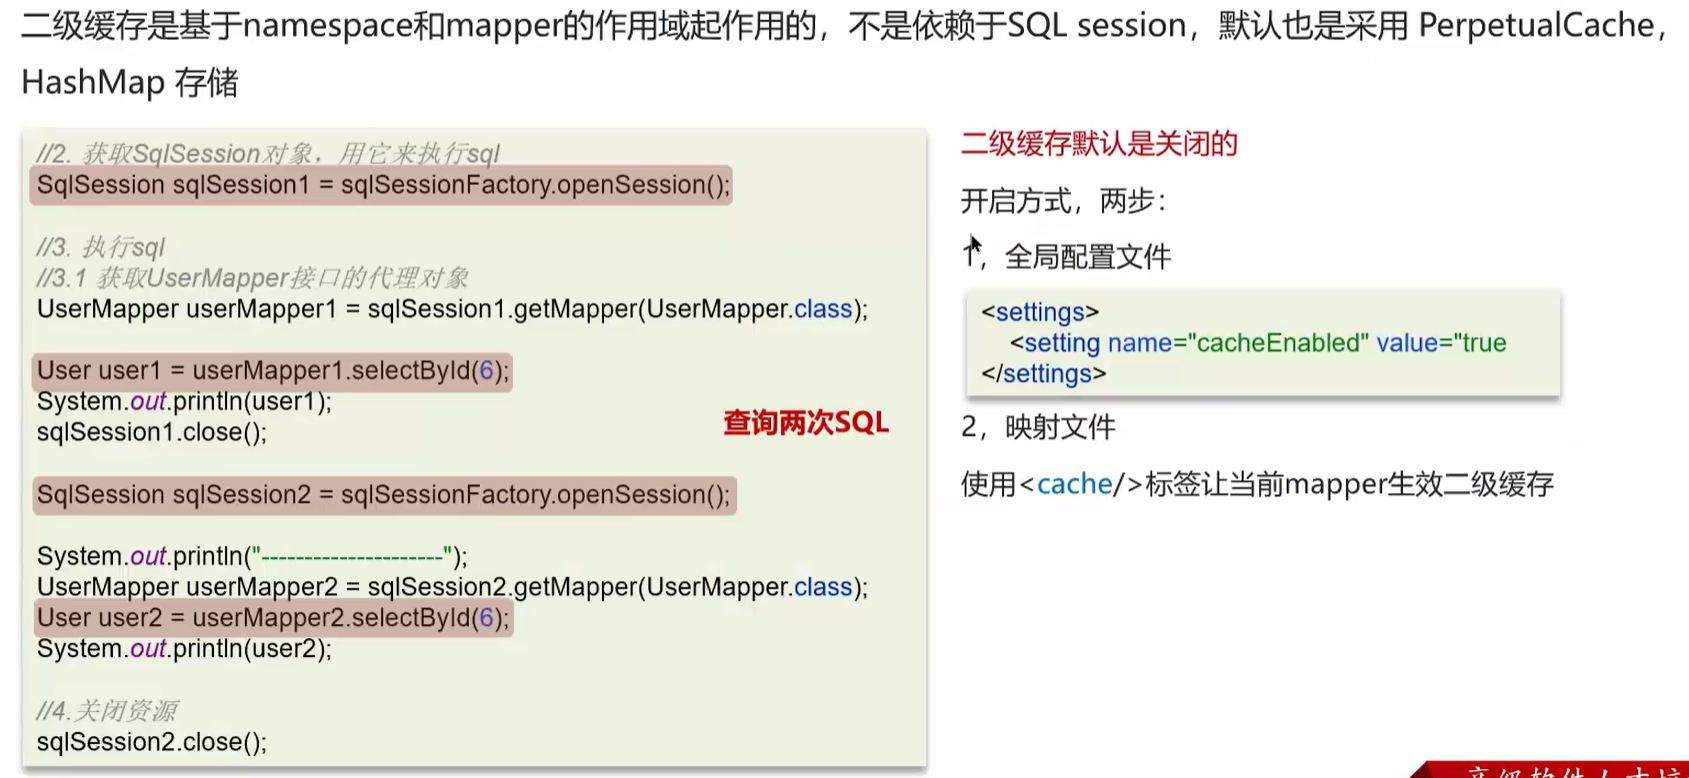 二级缓存是基于namespace和mapper的作用域起作用的，不是依赖于SQL session，默认也是采用 PerpetualCache，
HashMap 存储
//2. 获取SqlSession对象，用它来执行sql
SqlSession sqlSession1 = sqlSessionFactory.openSession();
//3. 执行sql
//3.1 获取UserMapper接口的代理对象
UserMapper userMapper1 = sqlSession1.getMapper(UserMapper.class);
User user1 = userMapper1.selectById(6);
System.out.println(user1);
sqlSession1.close();
查询两次SQL
SqlSession sqlSession2 = sqlSessionFactory.openSession();
System.out.println("---------------------");
UserMapper userMapper2 = sqlSession2.getMapper(UserMapper.class);
User user2 = userMapper2.selectById(6);
System.out.println(user2);
//4.关闭资源
sqlSession2.close();
二级缓存默认是关闭的
开启方式，两步：
1，全局配置文件
<settings>
<setting name="cacheEnabled" value="true
</settings>
2，映射文件
使用<cache/>标签让当前mapper生效二级缓存